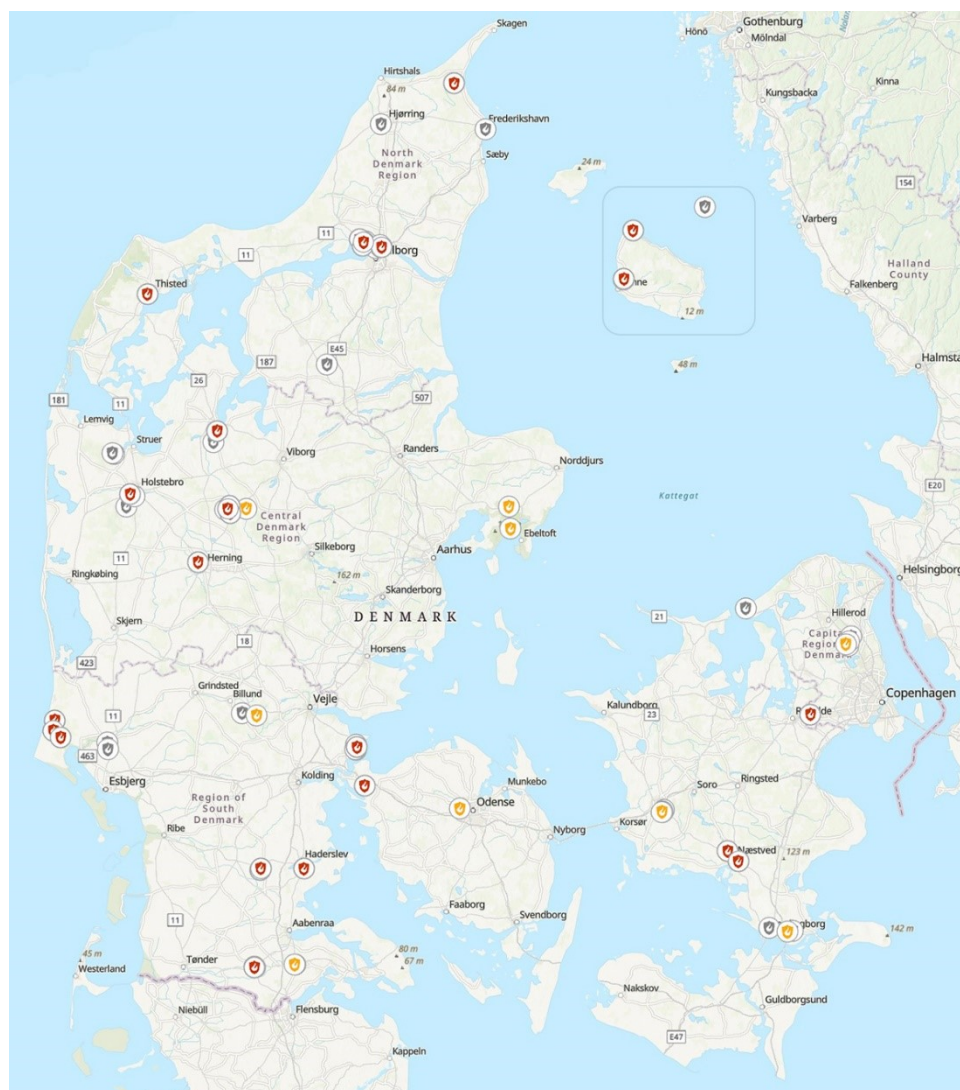 Skagen
Hönö
Gothenburg
Mölndal
Hirtshals
84 m
Kinna
Kungsbacka
Hjørring
Frederikshavn
North
Denmark
Region
Sæby
24 m
154
Varberg
11
11
Halland
County
Thisted
Falkenberg
12 m
E45
187
48 m
Halmsta
26
181
11
507
Lemvig
Struer
Viborg
Randers
Norddjurs
E20
Holstebro
Kattegat
Central
Denmark
Region
Ebeltoft
Silkeborg
Aarhus
11
Herning
Helsingborg
Ringkøbing
162 m
Skanderborg
21
Hillerod
DENMARK
Skjern
18
Horsens
423
Grindsted
Billund
Vejle
Copenhagen
Kalundborg
23
11
463
Esbjerg
Kolding
Munkebo
Soro
Ringsted
Region of
South
Denmark
Odense
Korsør
Ribe
Nyborg
Næstved
123 m
Haderslev
Faaborg
Svendborg
11
Aabenraa
142 m
45 m
80 m
67 m
Westerland
Tønder
Nakskov
Guldborgsund
Niebüll
Flensburg
E47
Kappeln